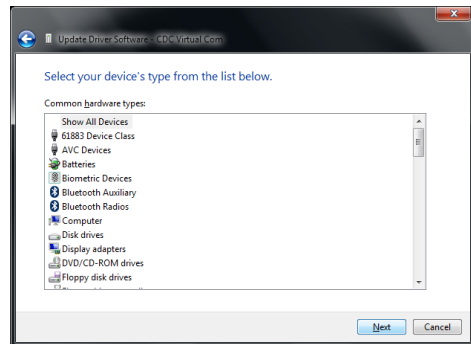 Update Driver Software - CDC Virtual Com
Select your device's type from the list below.
Common hardware types:
Show All Devices
61883 Device Class
AVC Devices
Batteries
Biometric Devices
Bluetooth Auxiliary
Bluetooth Radios
Computer
Disk drives
Display adapters
DVD/CD-ROM drives
Floppy disk drives
Next Cancel